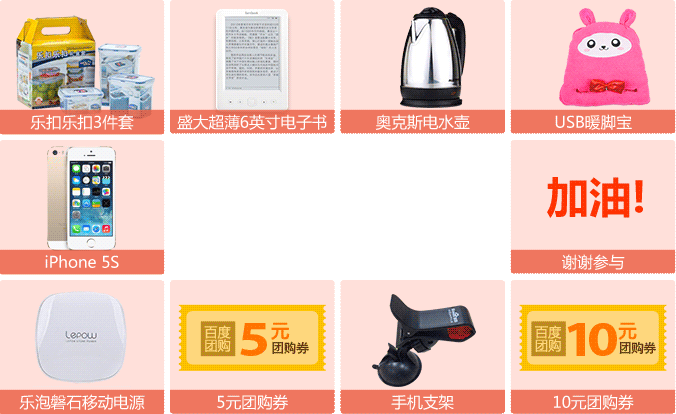 乐扣乐扣3件套
盛大超薄6英寸电子书
奥克斯电水壶
USB暖脚宝
iPhone 5S
加油!
谢谢参与
Lepow
乐泡磐石移动电源
百度
团购
5元
团购券
5元团购券
手机支架
百度
团购
10元
团购券
10元团购券